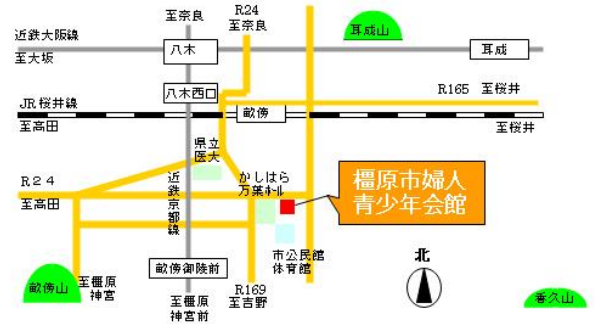 至奈良
R24
至奈良
近鉄大阪線
至大坂
八木
耳成山
耳成
八木西口
R165 至桜井
JR桜井線
至高田
畝傍
至桜井
県立
医大
近鉄京都線
かしはら
万葉ホール
R24
至高田
橿原市婦人
青少年会館
市公民館
体育館
北
畝傍御陵前
畝傍山
至橿原
神宮
至橿原
神宮前
R169
至吉野
香久山